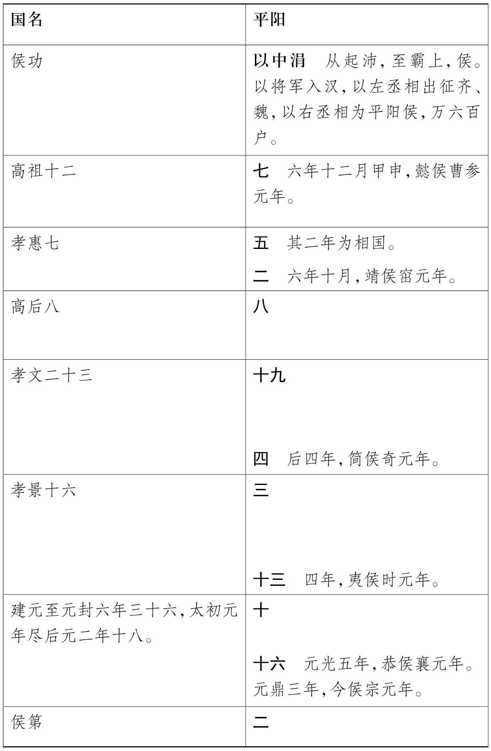 国名 平阳
侯功 以中涓 从起沛,至霸上,侯。
以将军入汉,以左丞相出征齐、
魏,以右丞相为平阳侯,万六百
户。
高祖十二 七 六年十二月甲申,懿侯曹参
元年。
孝惠七 五 其二年为相国。
二 六年十月,靖侯窋元年。
高后八 八
孝文二十三 十九
四 后四年,简侯奇元年。
孝景十六 三
十三 四年,夷侯时元年。
建元至元封六年三十六,太初元 十
年尽后元二年十八。
十六 元光五年,恭侯襄元年。
元鼎三年,今侯宗元年。
侯第 二